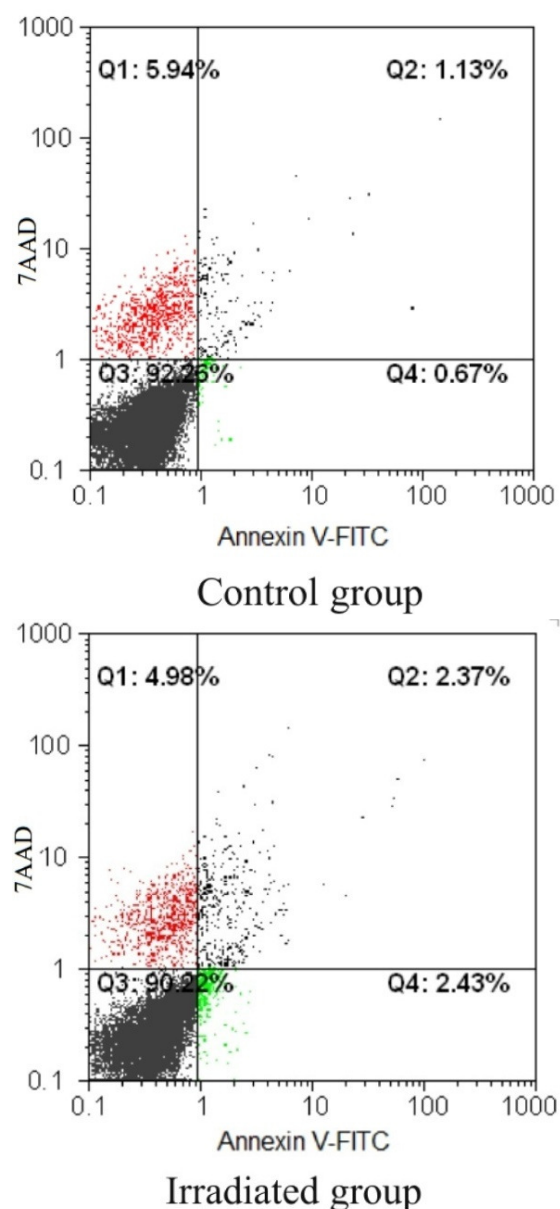 1000
Q1: 5.94% Q2: 1.13%
100
7AAD
10
1
Q3: 92.26% Q4: 0.67%
0.1
0.1 1 10 100 1000
Annexin V-FITC
Control group
1000
Q1: 4.98% Q2: 2.37%
100
7AAD
10
1
Q3: 90.22% Q4: 2.43%
0.1
0.1 1 10 100 1000
Annexin V-FITC
Irradiated group